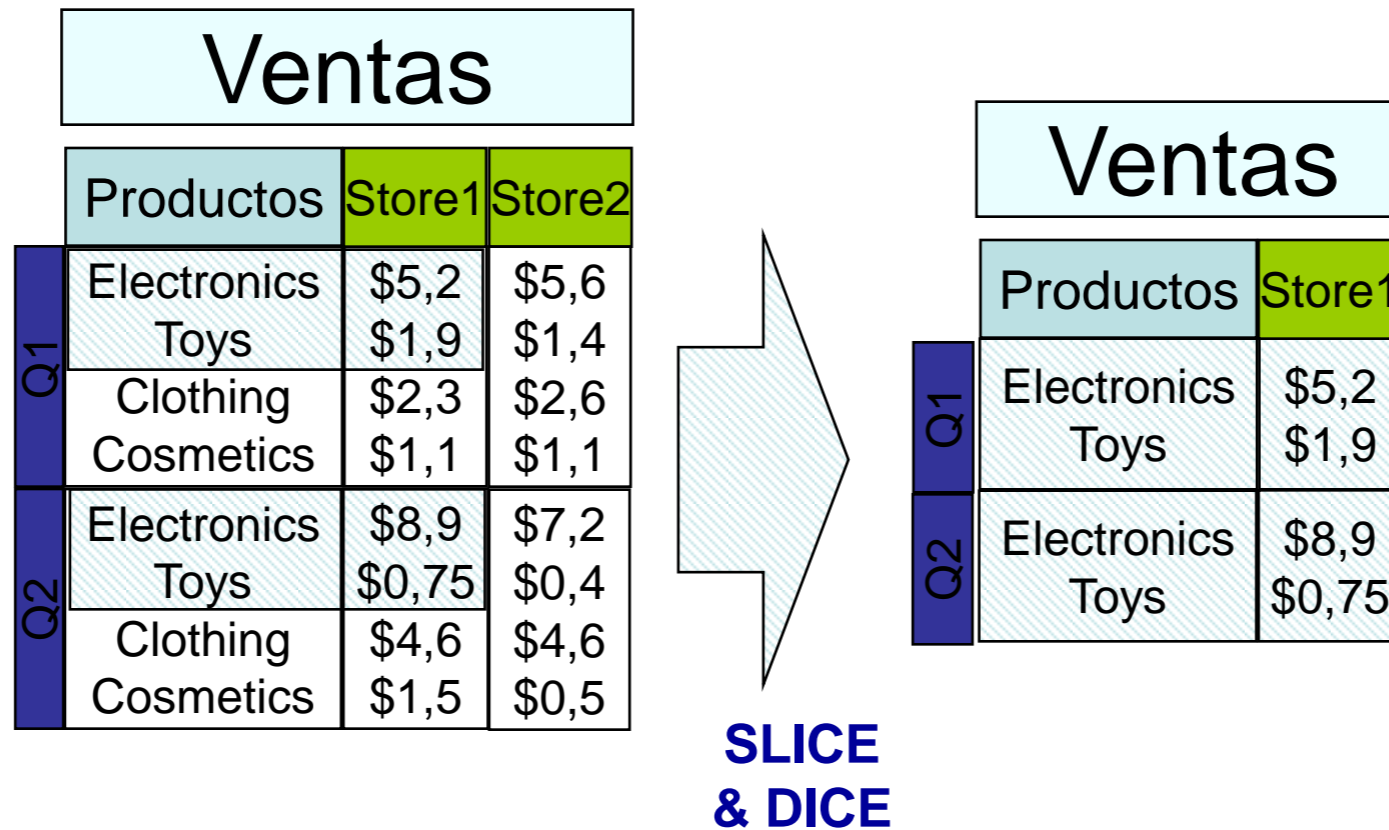 Ventas
Productos Store1 Store2
Q1
Electronics $5,2 $5,6
Toys $1,9 $1,4
Clothing $2,3 $2,6
Cosmetics $1,1 $1,1
Q2
Electronics $8,9 $7,2
Toys $0,75 $0,4
Clothing $4,6 $4,6
Cosmetics $1,5 $0,5
SLICE
& DICE
Ventas
Productos Store1
Q1
Electronics $5,2
Toys $1,9
Q2
Electronics $8,9
Toys $0,75